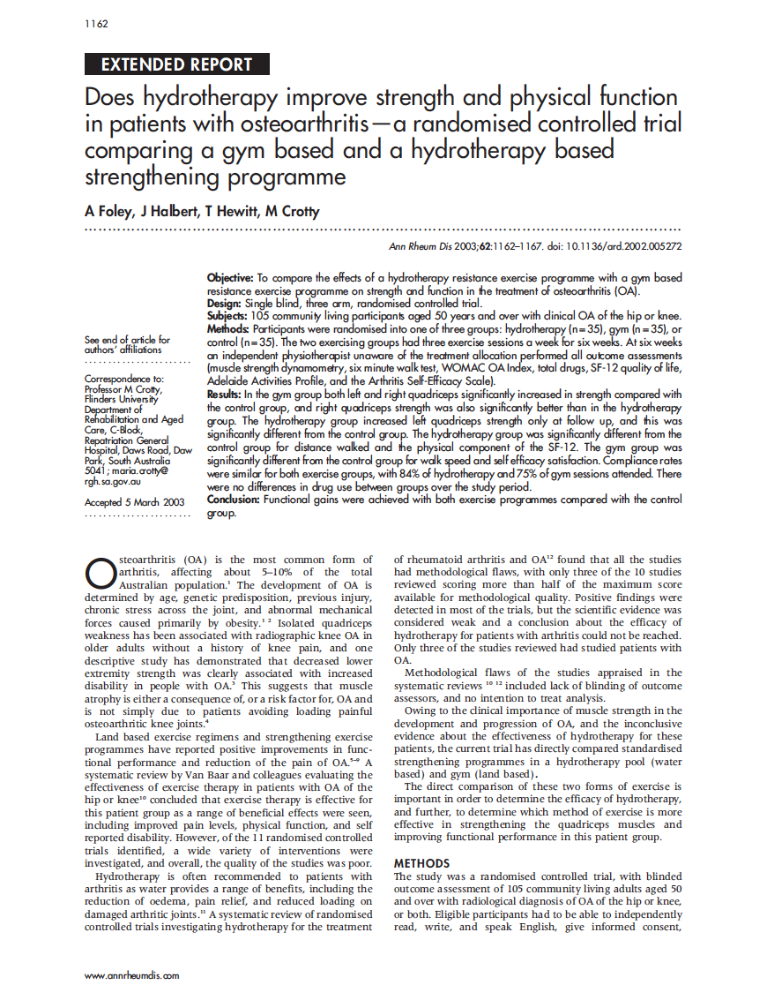 1162
EXTENDED REPORT
Does hydrotherapy improve strength and physical function
in patients with osteoarthritis—a randomised controlled trial
comparing a gym based and a hydrotherapy based
strengthening programme
A Foley, J Halbert, T Hewitt, M Crotty
Ann Rheum Dis 2003;62:1162–1167. doi: 10.1136/ard.2002.005272
See end of article for
authors' affiliations
Correspondence to:
Professor M Crotty,
Flinders University
Department of
Rehabilitation and Aged
Care, C-Block,
Repatriation General
Hospital, Daws Road, Daw
Park, South Australia
5041; maria.crotty@
rgh.sa.gov.au
Accepted 5 March 2003
Objective: To compare the effects of a hydrotherapy resistance exercise programme with a gym based
resistance exercise programme on strength and function in the treatment of osteoarthritis (OA).
Design: Single blind, three arm, randomised controlled trial.
Subjects: 105 community living participants aged 50 years and over with clinical OA of the hip or knee.
Methods: Participants were randomised into one of three groups: hydrotherapy (n=35), gym (n=35), or
control (n=35). The two exercising groups had three exercise sessions a week for six weeks. At six weeks
an independent physiotherapist unaware of the treatment allocation performed all outcome assessments
(muscle strength dynamometry, six minute walk test, WOMAC OA Index, total drugs, SF-12 quality of life,
Adelaide Activities Profile, and the Arthritis Self-Efficacy Scale).
Results: In the gym group both left and right quadriceps significantly increased in strength compared with
the control group, and right quadriceps strength was also significantly better than in the hydrotherapy
group. The hydrotherapy group increased left quadriceps strength only at follow up, and this was
significantly different from the control group. The hydrotherapy group was significantly different from the
control group for distance walked and the physical component of the SF-12. The gym group was
significantly different from the control group for walk speed and self efficacy satisfaction. Compliance rates
were similar for both exercise groups, with 84% of hydrotherapy and 75% of gym sessions attended. There
were no differences in drug use between groups over the study period.
Conclusion: Functional gains were achieved with both exercise programmes compared with the control
group.
Osteoarthritis (OA) is the most common form of
arthritis, affecting about 5–10% of the total
Australian population.¹ The development of OA is
determined by age, genetic predisposition, previous injury,
chronic stress across the joint, and abnormal mechanical
forces caused primarily by obesity.¹ ² Isolated quadriceps
weakness has been associated with radiographic knee OA in
older adults without a history of knee pain, and one
descriptive study has demonstrated that decreased lower
extremity strength was clearly associated with increased
disability in people with OA.³ This suggests that muscle
atrophy is either a consequence of, or a risk factor for, OA and
is not simply due to patients avoiding loading painful
osteoarthritic knee joints.⁴
Land based exercise regimens and strengthening exercise
programmes have reported positive improvements in func-
tional performance and reduction of the pain of OA.⁵⁻⁹ A
systematic review by Van Baar and colleagues evaluating the
effectiveness of exercise therapy in patients with OA of the
hip or knee¹⁰ concluded that exercise therapy is effective for
this patient group as a range of beneficial effects were seen,
including improved pain levels, physical function, and self
reported disability. However, of the 11 randomised controlled
trials identified, a wide variety of interventions were
investigated, and overall, the quality of the studies was poor.
Hydrotherapy is often recommended to patients with
arthritis as water provides a range of benefits, including the
reduction of oedema, pain relief, and reduced loading on
damaged arthritic joints.¹¹ A systematic review of randomised
controlled trials investigating hydrotherapy for the treatment
of rheumatoid arthritis and OA¹² found that all the studies
had methodological flaws, with only three of the 10 studies
reviewed scoring more than half of the maximum score
available for methodological quality. Positive findings were
detected in most of the trials, but the scientific evidence was
considered weak and a conclusion about the efficacy of
hydrotherapy for patients with arthritis could not be reached.
Only three of the studies reviewed had studied patients with
OA.
Methodological flaws of the studies appraised in the
systematic reviews ¹⁰ ¹² included lack of blinding of outcome
assessors, and no intention to treat analysis.
Owing to the clinical importance of muscle strength in the
development and progression of OA, and the inconclusive
evidence about the effectiveness of hydrotherapy for these
patients, the current trial has directly compared standardised
strengthening programmes in a hydrotherapy pool (water
based) and gym (land based).
The direct comparison of these two forms of exercise is
important in order to determine the efficacy of hydrotherapy,
and further, to determine which method of exercise is more
effective in strengthening the quadriceps muscles and
improving functional performance in this patient group.
METHODS
The study was a randomised controlled trial, with blinded
outcome assessment of 105 community living adults aged 50
and over with radiological diagnosis of OA of the hip or knee,
or both. Eligible participants had to be able to independently
read, write, and speak English, give informed consent,
www.annrheumdis.com